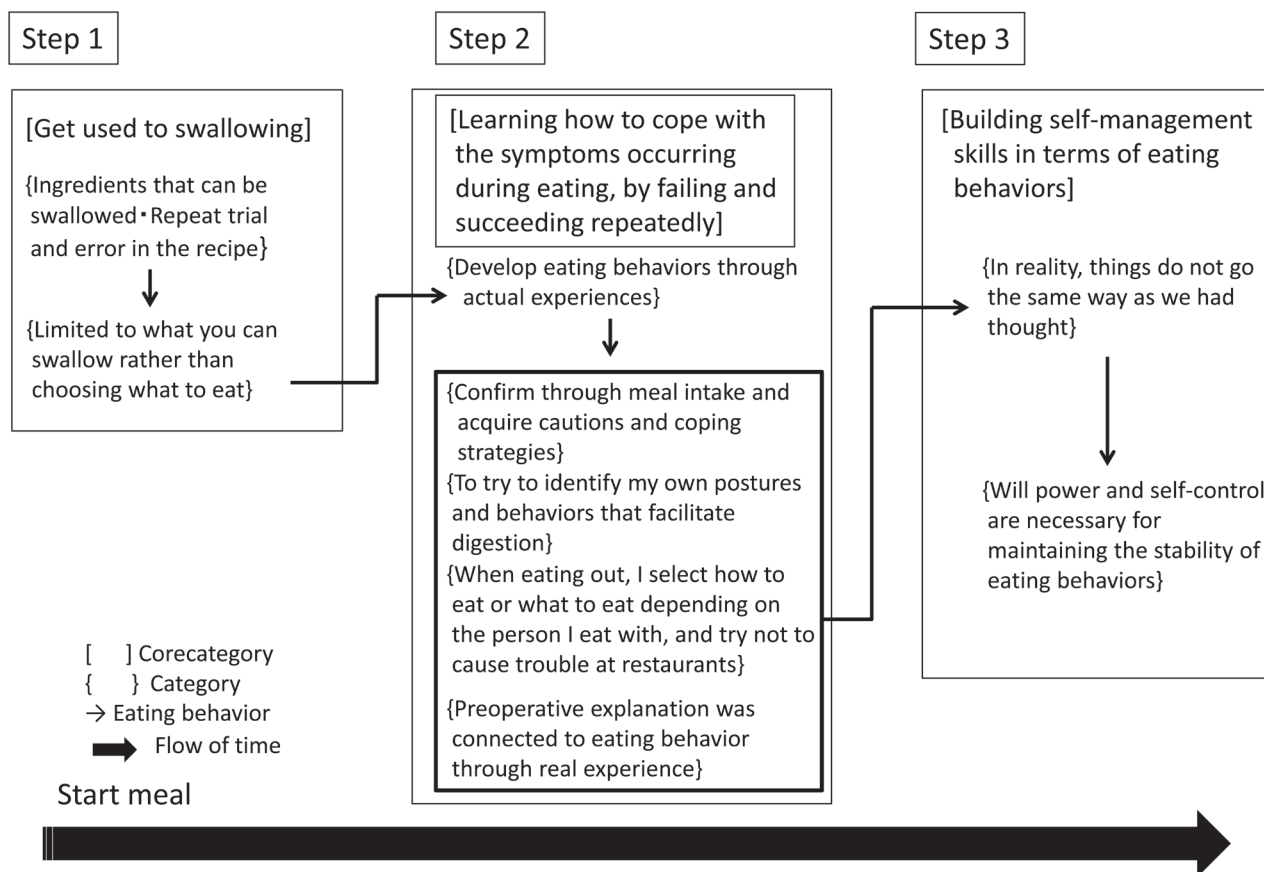 Step 1
[Get used to swallowing]
{Ingredients that can be
swallowed・Repeat trial
and error in the recipe}
{Limited to what you can
swallow rather than
choosing what to eat}
Step 2
[Learning how to cope with
the symptoms occurring
during eating, by failing and
succeeding repeatedly]
{Develop eating behaviors through
actual experiences}
{Confirm through meal intake and
acquire cautions and coping
strategies}
{To try to identify my own postures
and behaviors that facilitate
digestion}
{When eating out, I select how to
eat or what to eat depending on
the person I eat with, and try not to
cause trouble at restaurants}
{Preoperative explanation was
connected to eating behavior
through real experience}
Step 3
[Building self-management
skills in terms of eating
behaviors]
{In reality, things do not go
the same way as we had
thought}
{Will power and self-control
are necessary for
maintaining the stability of
eating behaviors}
[ ] Corecategory
{ } Category
→ Eating behavior
Flow of time
Start meal